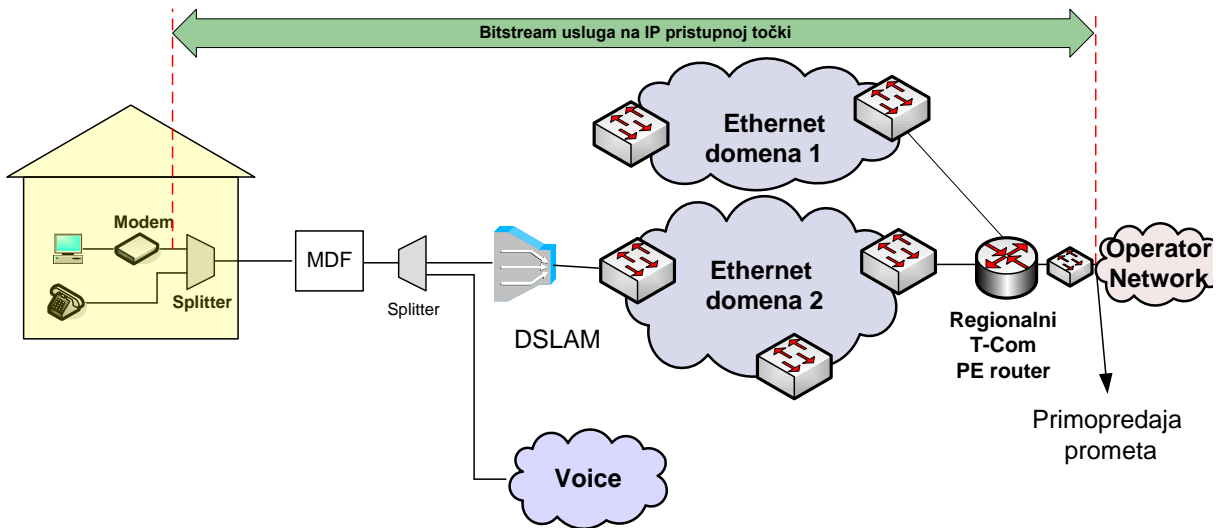 Bitstream usluga na IP pristupnoj točki
Ethernet
domena 1
Modem
Splitter
MDF
Splitter
DSLAM
Ethernet
domena 2
Regionalni
T-Com
PE router
Operator
Network
Primopredaja
prometa
Voice